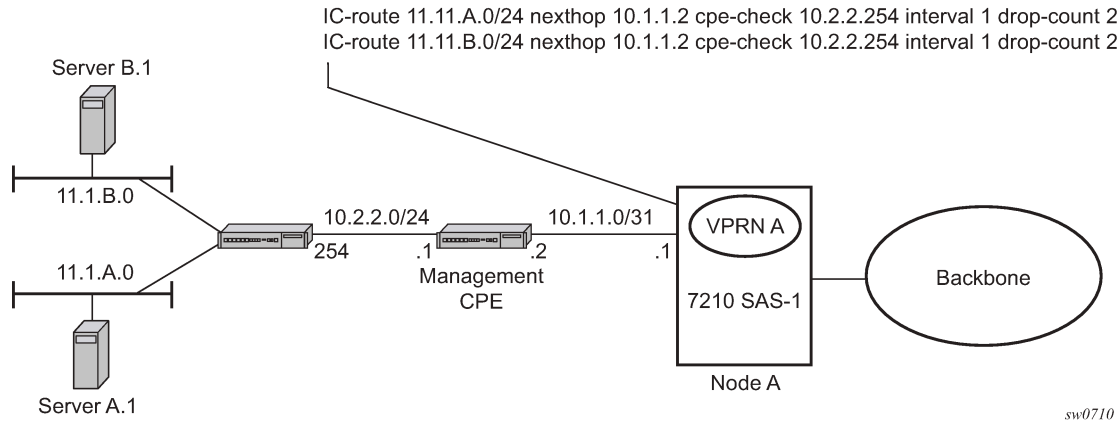 IC-route 11.11.A.0/24 nexthop 10.1.1.2 cpe-check 10.2.2.254 interval 1 drop-count 2
IC-route 11.11.B.0/24 nexthop 10.1.1.2 cpe-check 10.2.2.254 interval 1 drop-count 2
Server B.1
11.1.B.0
10.2.2.0/24
10.1.1.0/31
VPRN A
254
.1
.2
.1
11.1.A.0
Management
CPE
7210 SAS-1
Backbone
Node A
Server A.1
sw0710